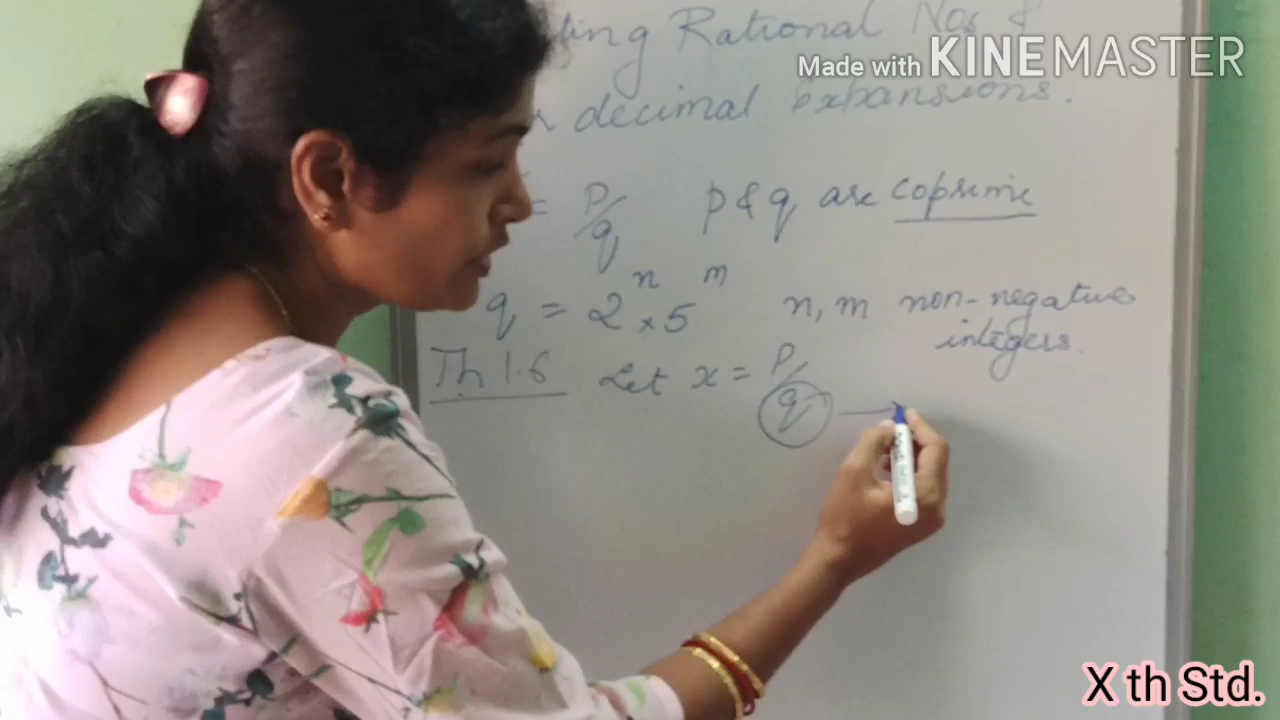 Rational Nos &
Made with KINEMASTER
decimal expansions.
= P/q p & q are coprime
q = 2^n × 5^m n, m non-negative
integers.
Th 1.6 Let x = P/q
X th Std.